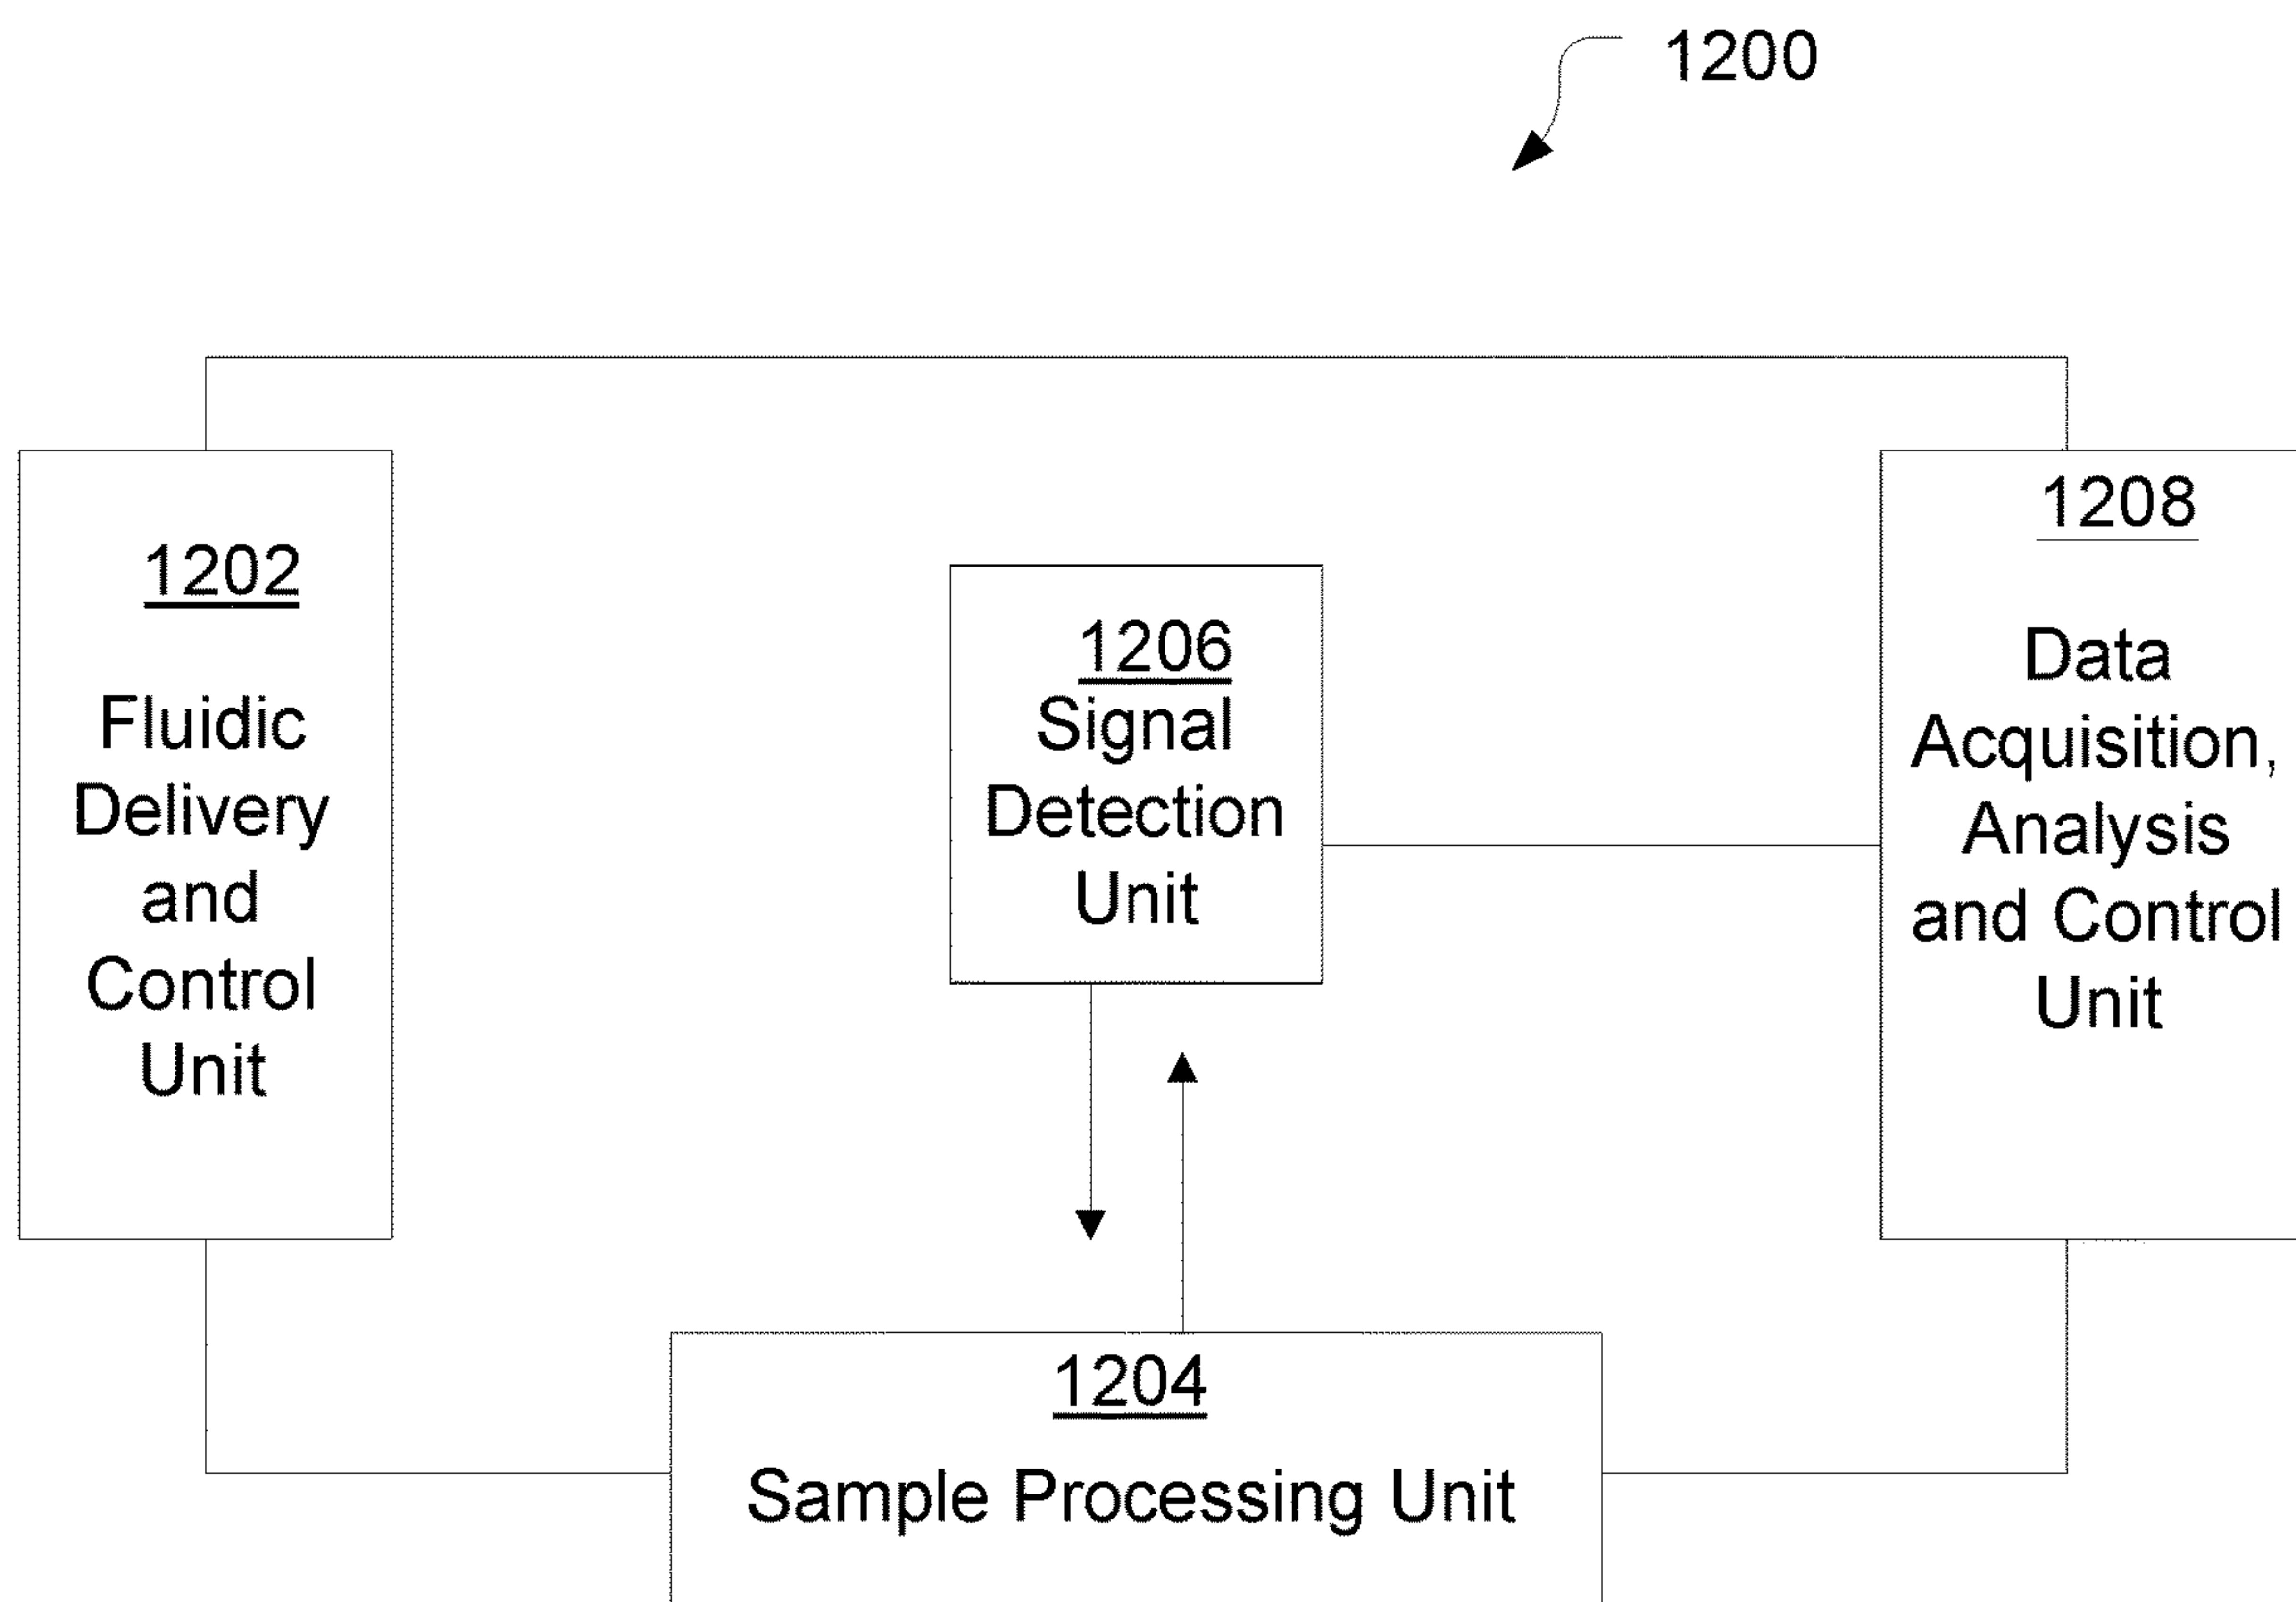 1200
1202
Fluidic
Delivery
and
Control
Unit
1206
Signal
Detection
Unit
1208
Data
Acquisition,
Analysis
and Control
Unit
1204
Sample Processing Unit